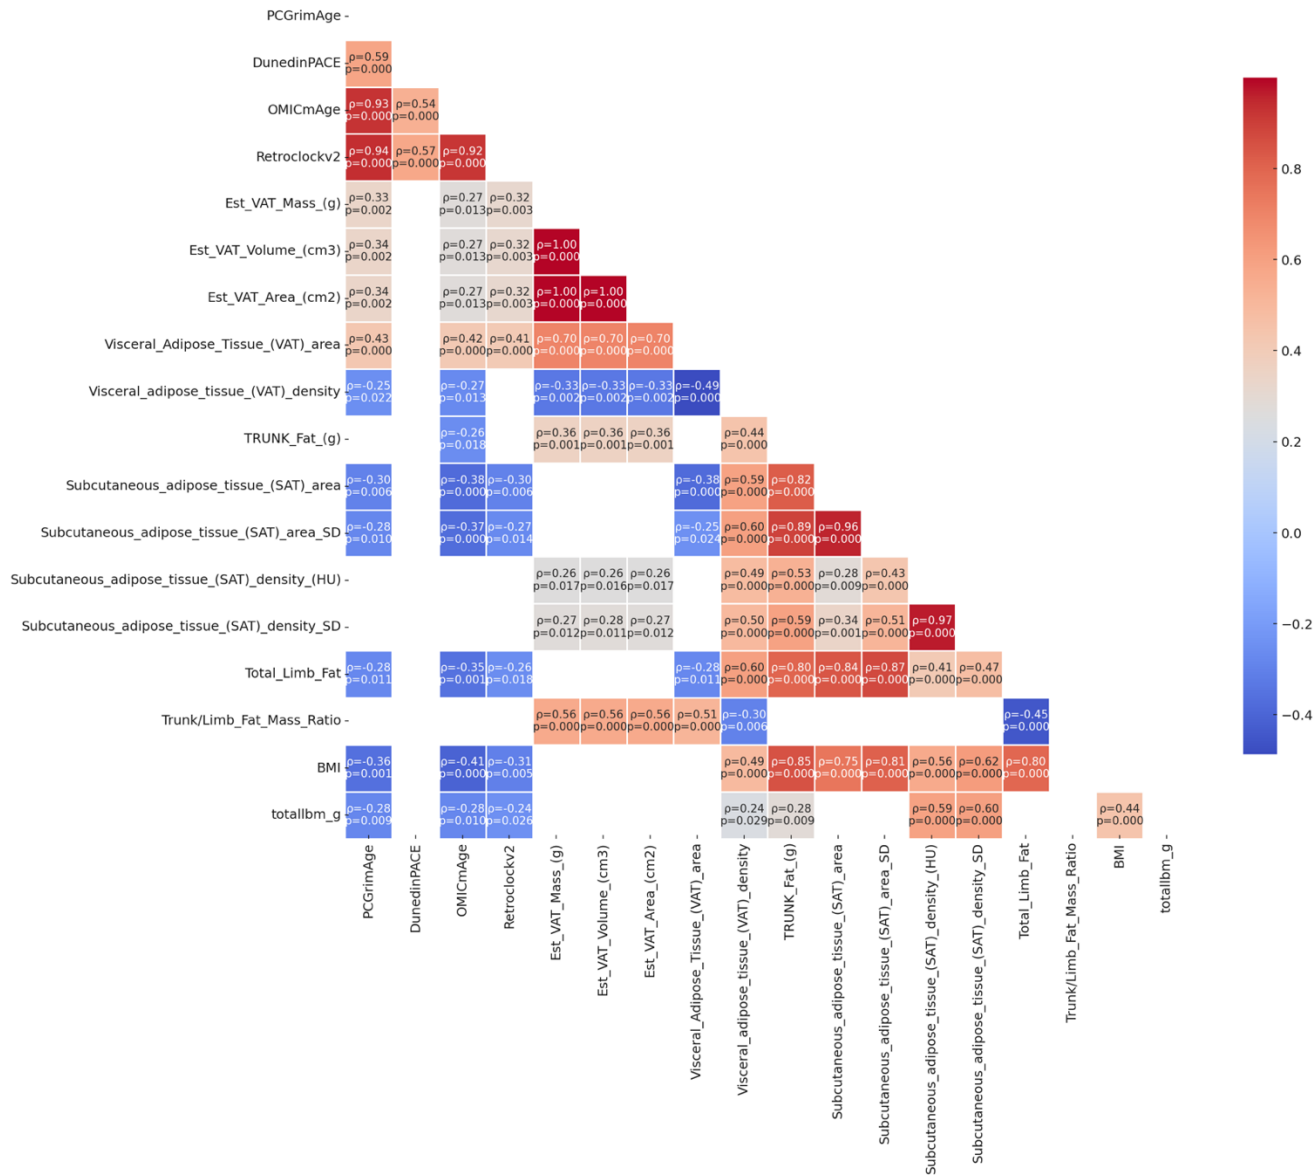 PCGrimAge
DunedinPACE
ρ=0.59
p=0.000
OMICmAge
ρ=0.93 ρ=0.54
p=0.000 p=0.000
Retroclockv2
ρ=0.94 ρ=0.57 ρ=0.92
p=0.000 p=0.000 p=0.000
Est_VAT_Mass_(g)
ρ=0.33 ρ=0.27 ρ=0.32
p=0.002 p=0.013 p=0.003
Est_VAT_Volume_(cm3)
ρ=0.34 ρ=0.27 ρ=0.32 ρ=1.00
p=0.002 p=0.013 p=0.003 p=0.000
Est_VAT_Area_(cm2)
ρ=0.34 ρ=0.27 ρ=0.32 ρ=1.00 ρ=1.00
p=0.002 p=0.013 p=0.003 p=0.000 p=0.000
Visceral_Adipose_Tissue_(VAT)_area
ρ=0.43 ρ=0.42 ρ=0.41 ρ=0.70 ρ=0.70 ρ=0.70
p=0.000 p=0.000 p=0.000 p=0.000 p=0.000 p=0.000
Visceral_adipose_tissue_(VAT)_density
ρ=-0.25 ρ=-0.27 ρ=-0.33 ρ=-0.33 ρ=-0.33 ρ=-0.49
p=0.022 p=0.013 p=0.002 p=0.002 p=0.002 p=0.000
TRUNK_Fat_(g)
ρ=-0.26 ρ=0.36 ρ=0.36 ρ=0.36 ρ=0.44
p=0.018 p=0.001 p=0.001 p=0.001 p=0.000
Subcutaneous_adipose_tissue_(SAT)_area
ρ=-0.30 ρ=-0.38 ρ=-0.30 ρ=-0.38 ρ=0.59 ρ=0.82
p=0.006 p=0.000 p=0.006 p=0.000 p=0.000 p=0.000
Subcutaneous_adipose_tissue_(SAT)_area_SD
ρ=-0.28 ρ=-0.37 ρ=-0.27 ρ=-0.25 ρ=0.60 ρ=0.89 ρ=0.96
p=0.010 p=0.000 p=0.014 p=0.024 p=0.000 p=0.000 p=0.000
Subcutaneous_adipose_tissue_(SAT)_density_(HU)
ρ=0.26 ρ=0.26 ρ=0.26 ρ=0.49 ρ=0.53 ρ=0.28 ρ=0.43
p=0.017 p=0.016 p=0.017 p=0.000 p=0.000 p=0.009 p=0.000
Subcutaneous_adipose_tissue_(SAT)_density_SD
ρ=0.27 ρ=0.28 ρ=0.27 ρ=0.50 ρ=0.59 ρ=0.34 ρ=0.51 ρ=0.97
p=0.012 p=0.011 p=0.012 p=0.000 p=0.000 p=0.001 p=0.000 p=0.000
Total_Limb_Fat
ρ=-0.28 ρ=-0.35 ρ=-0.26 ρ=-0.28 ρ=0.60 ρ=0.80 ρ=0.84 ρ=0.87 ρ=0.41 ρ=0.47
p=0.011 p=0.001 p=0.018 p=0.011 p=0.000 p=0.000 p=0.000 p=0.000 p=0.000 p=0.000
Trunk/Limb_Fat_Mass_Ratio
ρ=0.56 ρ=0.56 ρ=0.56 ρ=0.51 ρ=-0.30 ρ=-0.45
p=0.000 p=0.000 p=0.000 p=0.000 p=0.006 p=0.000
BMI
ρ=-0.36 ρ=-0.41 ρ=-0.31 ρ=0.49 ρ=0.85 ρ=0.75 ρ=0.81 ρ=0.56 ρ=0.62 ρ=0.80
p=0.001 p=0.000 p=0.005 p=0.000 p=0.000 p=0.000 p=0.000 p=0.000 p=0.000 p=0.000
totallbm_g
ρ=-0.28 ρ=-0.28 ρ=-0.24 ρ=0.24 ρ=0.28 ρ=0.59 ρ=0.60 ρ=0.44
p=0.009 p=0.010 p=0.026 p=0.029 p=0.009 p=0.000 p=0.000 p=0.000
PCGrimAge
DunedinPACE
OMICmAge
Retroclockv2
Est_VAT_Mass_(g)
Est_VAT_Volume_(cm3)
Est_VAT_Area_(cm2)
Visceral_Adipose_Tissue_(VAT)_area
Visceral_adipose_tissue_(VAT)_density
TRUNK_Fat_(g)
Subcutaneous_adipose_tissue_(SAT)_area
Subcutaneous_adipose_tissue_(SAT)_area_SD
Subcutaneous_adipose_tissue_(SAT)_density_(HU)
Subcutaneous_adipose_tissue_(SAT)_density_SD
Total_Limb_Fat
Trunk/Limb_Fat_Mass_Ratio
BMI
totallbm_g
0.8
0.6
0.4
0.2
0.0
−0.2
−0.4